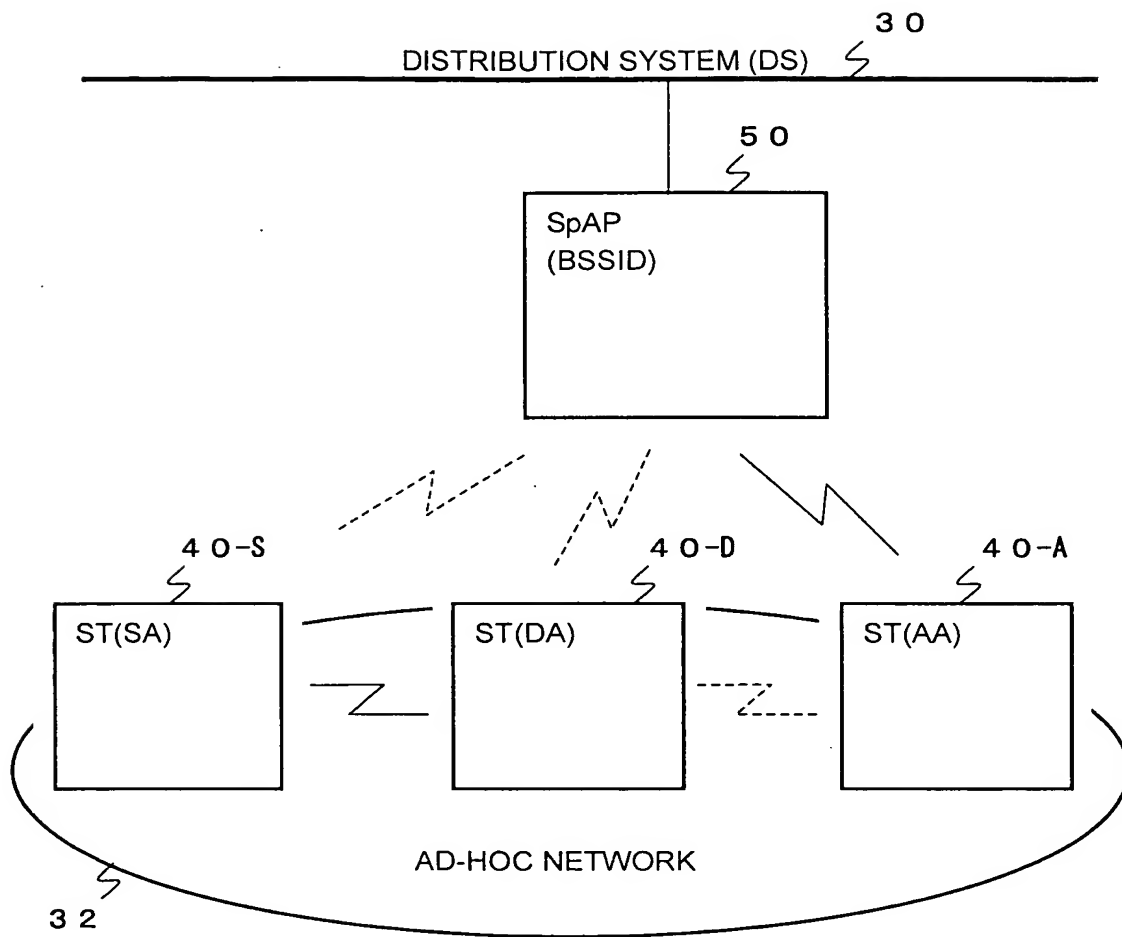 30
DISTRIBUTION SYSTEM (DS)
50
SpAP
(BSSID)
40-S
40-D
40-A
ST(SA)
ST(DA)
ST(AA)
AD-HOC NETWORK
32